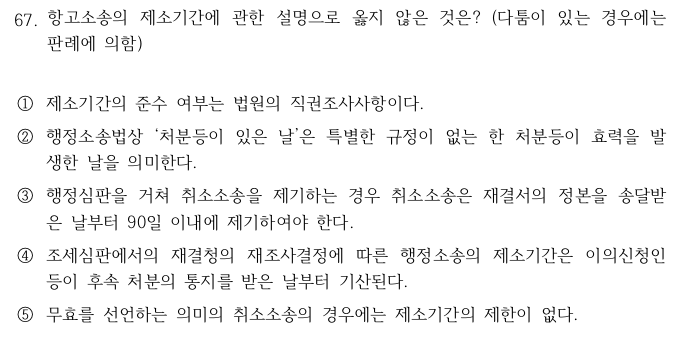 67. 항고소송의 제소기간에 관한 설명으로 옳지 않은 것은? (다툼이 있는 경우에는
판례에 의함)
① 제소기간의 준수 여부는 법원의 직권조사사항이다.
② 행정소송법상 ‘처분등이 있은 날’은 특별한 규정이 없는 한 처분등이 효력을 발
생한 날을 의미한다.
③ 행정심판을 거쳐 취소소송을 제기하는 경우 취소소송은 재결서의 정본을 송달받
은 날부터 90일 이내에 제기하여야 한다.
④ 조세심판에서의 재결청의 재조사결정에 따른 행정소송의 제소기간은 이의신청인
등이 후속 처분의 통지를 받은 날부터 기산된다.
⑤ 무효를 선언하는 의미의 취소소송의 경우에는 제소기간의 제한이 없다.